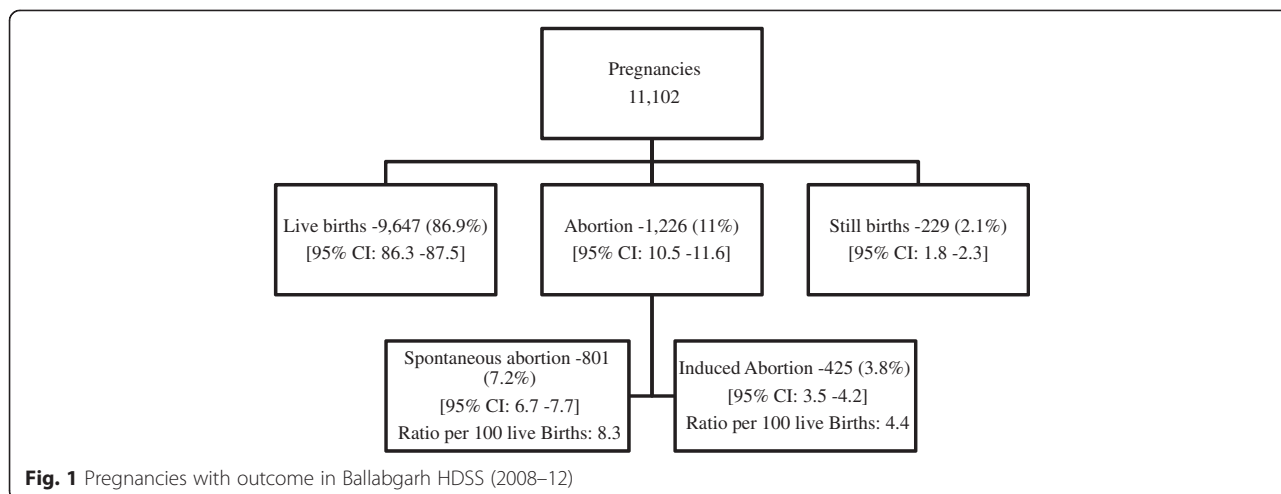 Pregnancies
11,102
Live births -9,647 (86.9%)
[95% CI: 86.3 -87.5]
Abortion -1,226 (11%)
[95% CI: 10.5 -11.6]
Still births -229 (2.1%)
[95% CI: 1.8 -2.3]
Spontaneous abortion -801
(7.2%)
[95% CI: 6.7 -7.7]
Ratio per 100 live Births: 8.3
Induced Abortion -425 (3.8%)
[95% CI: 3.5 -4.2]
Ratio per 100 live Births: 4.4
Fig. 1 Pregnancies with outcome in Ballabgarh HDSS (2008–12)